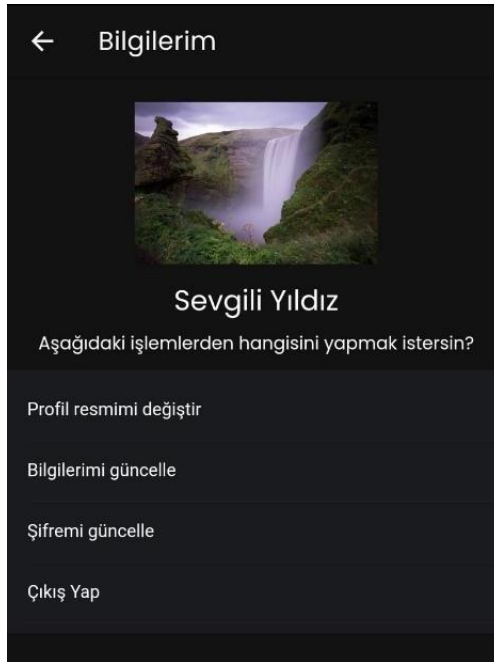 Bilgilerim
Sevgili Yıldız
Aşağıdaki işlemlerden hangisini yapmak istersin?
Profil resmimi değiştir
Bilgilerimi güncelle
Şifremi güncelle
Çıkış Yap